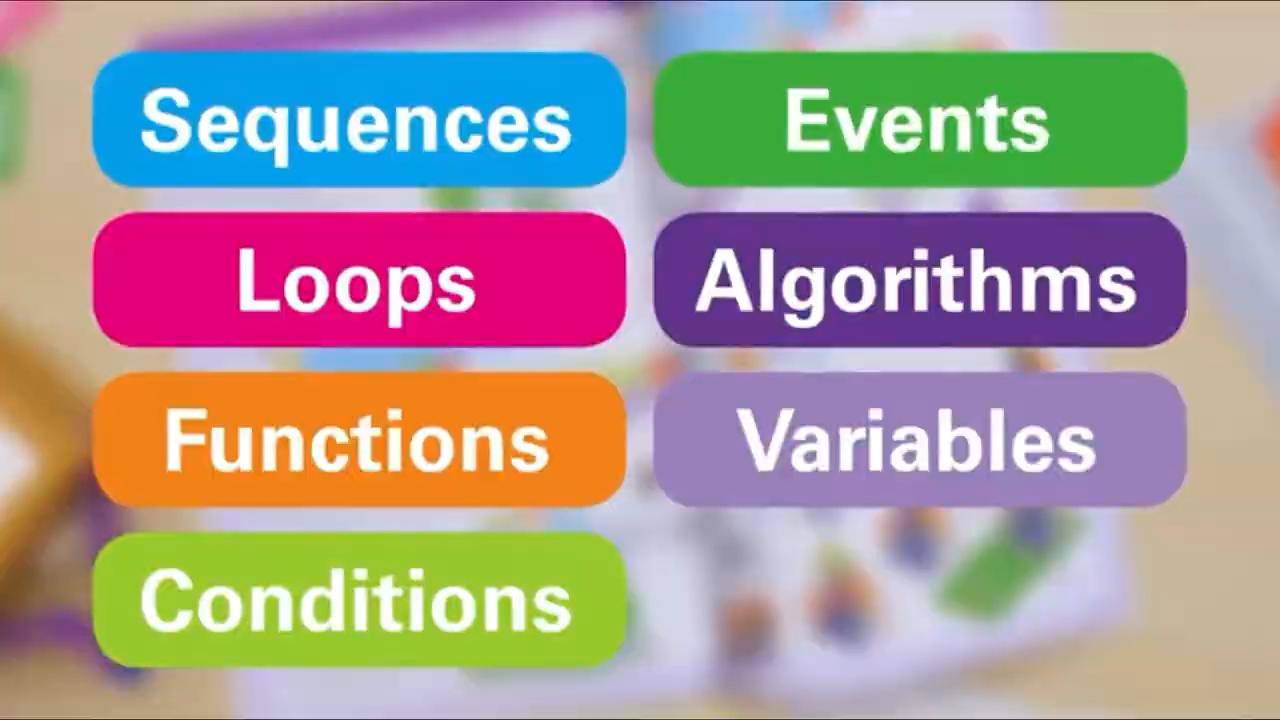 Sequences
Events
Loops
Algorithms
Functions
Variables
Conditions